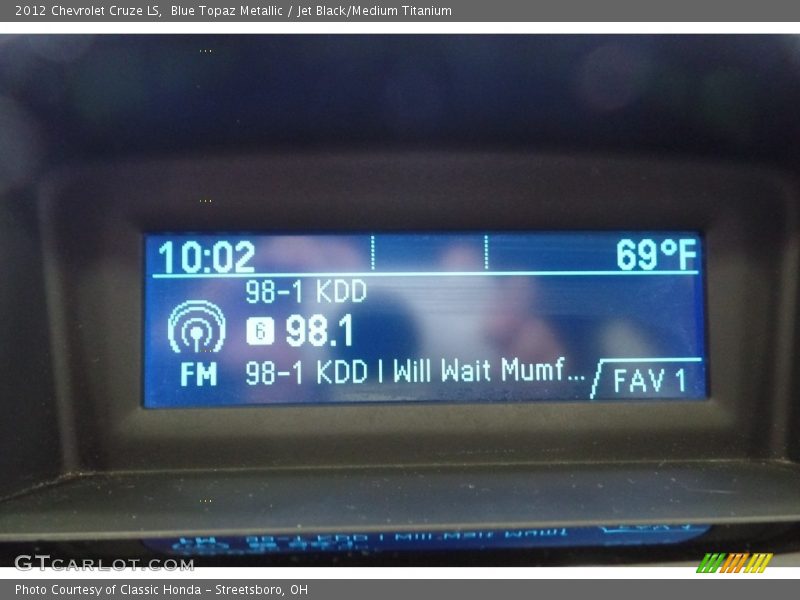 2012 Chevrolet Cruze LS,  Blue Topaz Metallic / Jet Black/Medium Titanium
10:02 69°F
98-1 KDD
6 98.1
FM 98-1 KDD | Will Wait Mumf... FAV 1
GTCARLOT.COM
Photo Courtesy of Classic Honda - Streetsboro, OH